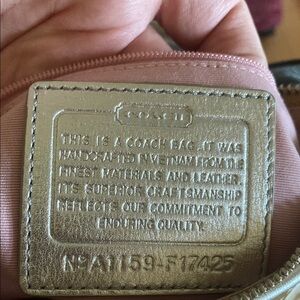 COACH
THIS IS A COACH BAG. IT WAS
HANDCRAFTED IN VIETNAM FROM THE
FINEST MATERIALS AND LEATHER.
ITS SUPERIOR CRAFTSMANSHIP
REFLECTS OUR COMMITMENT TO
ENDURING QUALITY.
Nº A1159-F17425